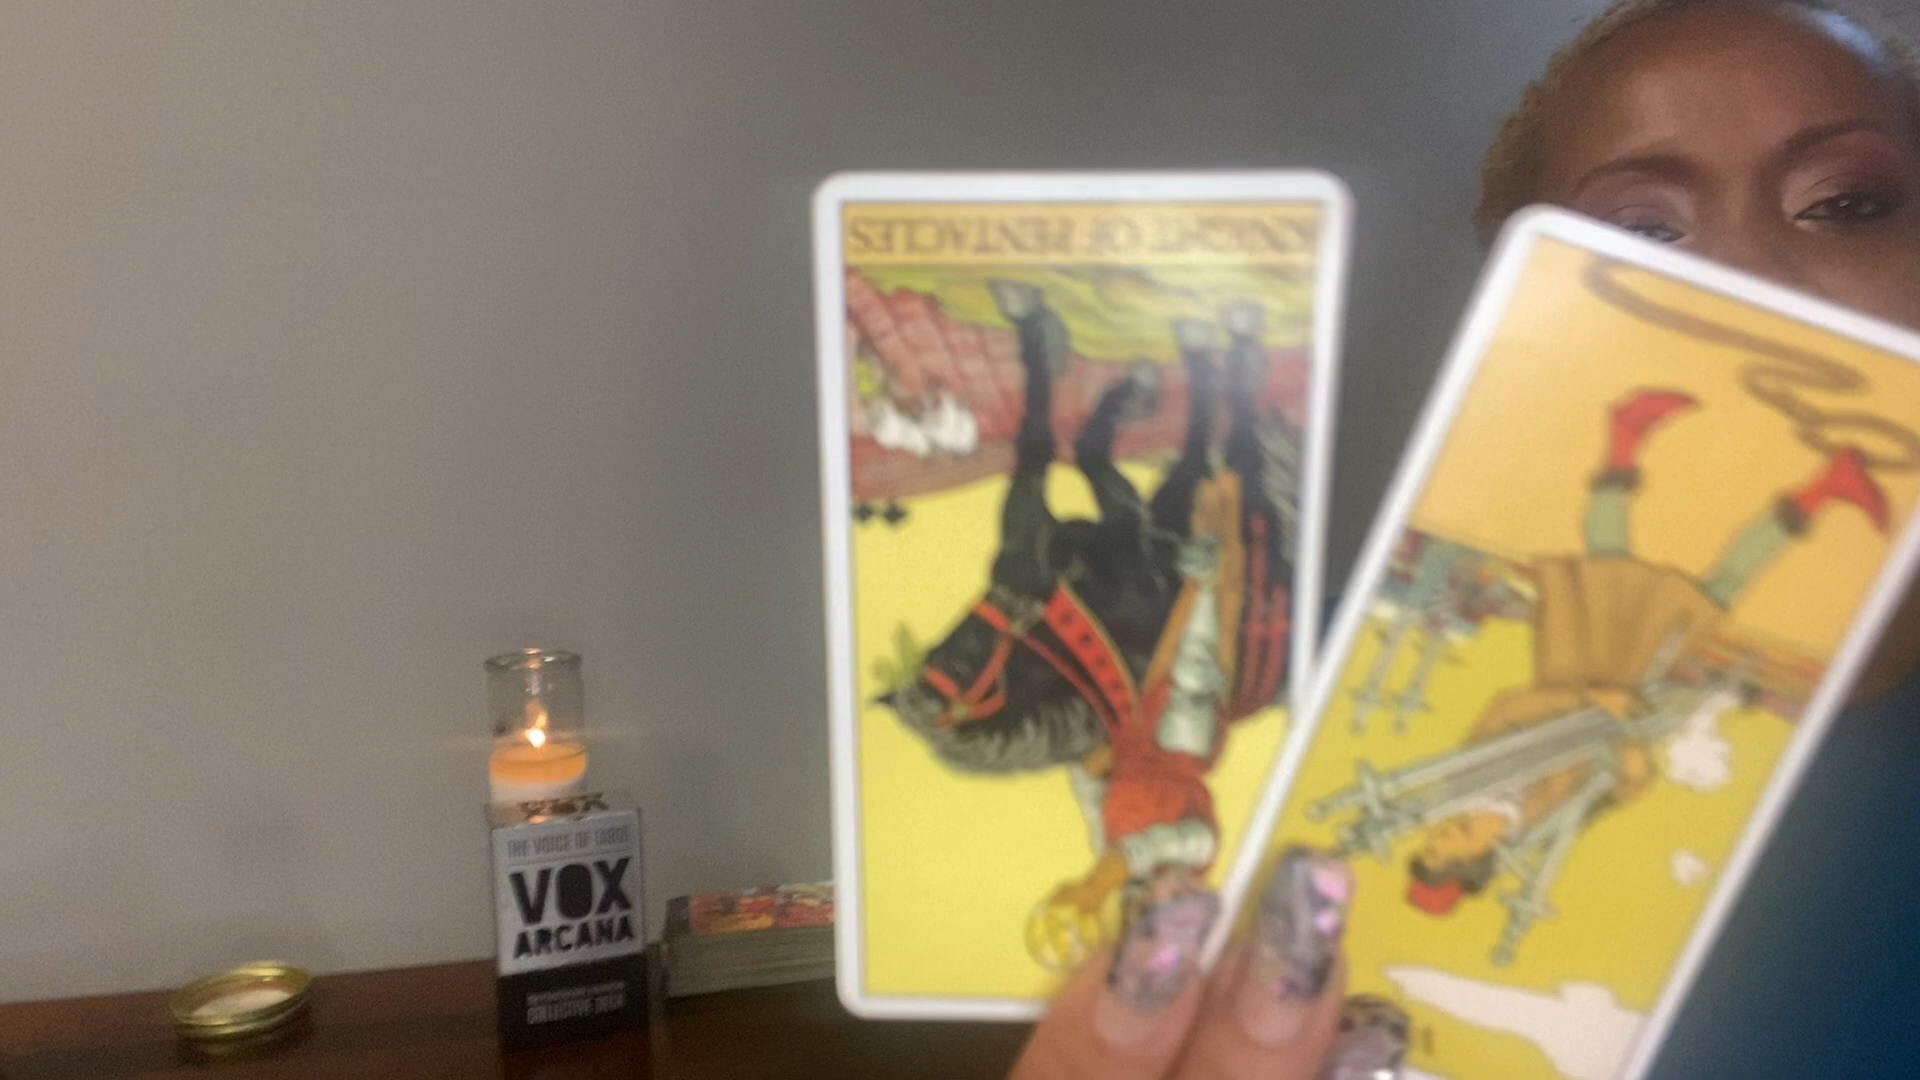 KNIGHT OF PENTACLES
THE VOICE OF TAROT
VOX
ARCANA
COLLECTIVE DECK